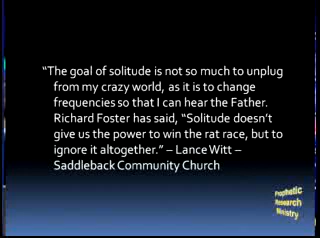 “The goal of solitude is not so much to unplug
from my crazy world, as it is to change
frequencies so that I can hear the Father.
Richard Foster has said, “Solitude doesn’t
give us the power to win the rat race, but to
ignore it altogether.” – Lance Witt –
Saddleback Community Church
Prophetic
Research
Ministry